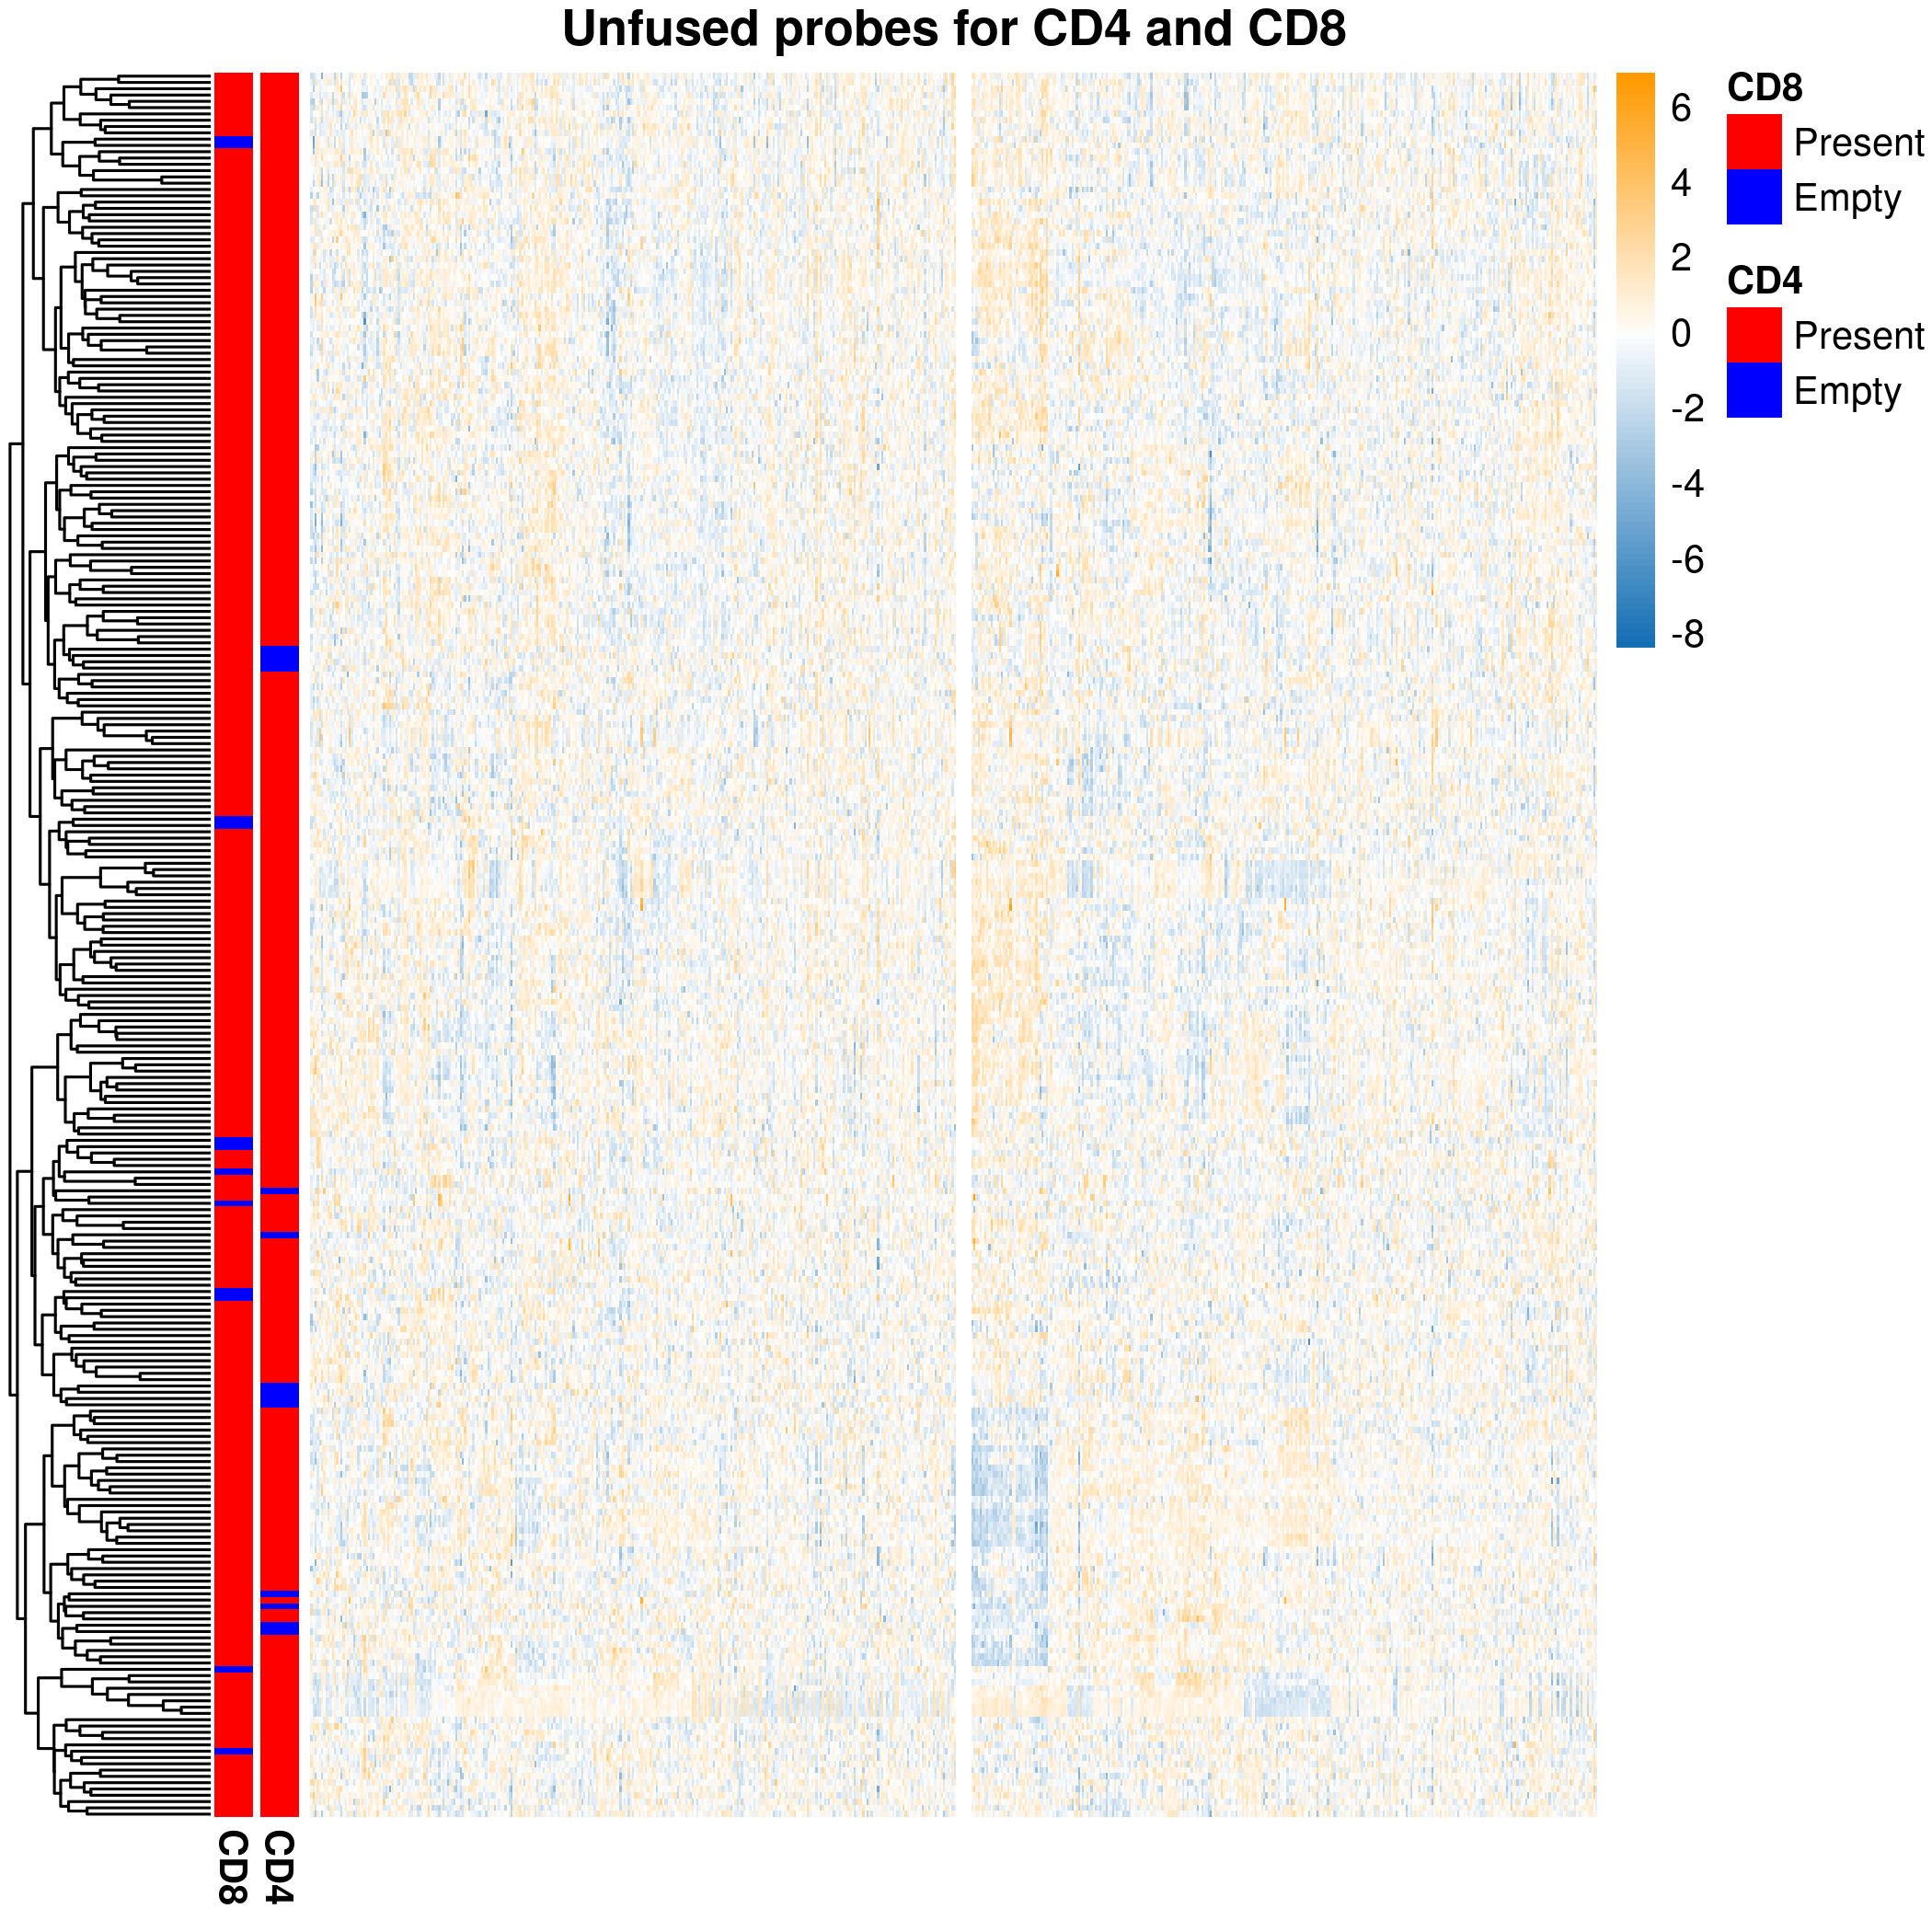 Unfused probes for CD4 and CD8
6
4
2
0
-2
-4
-6
-8
CD8
Present
Empty
CD4
Present
Empty
CD8
CD4